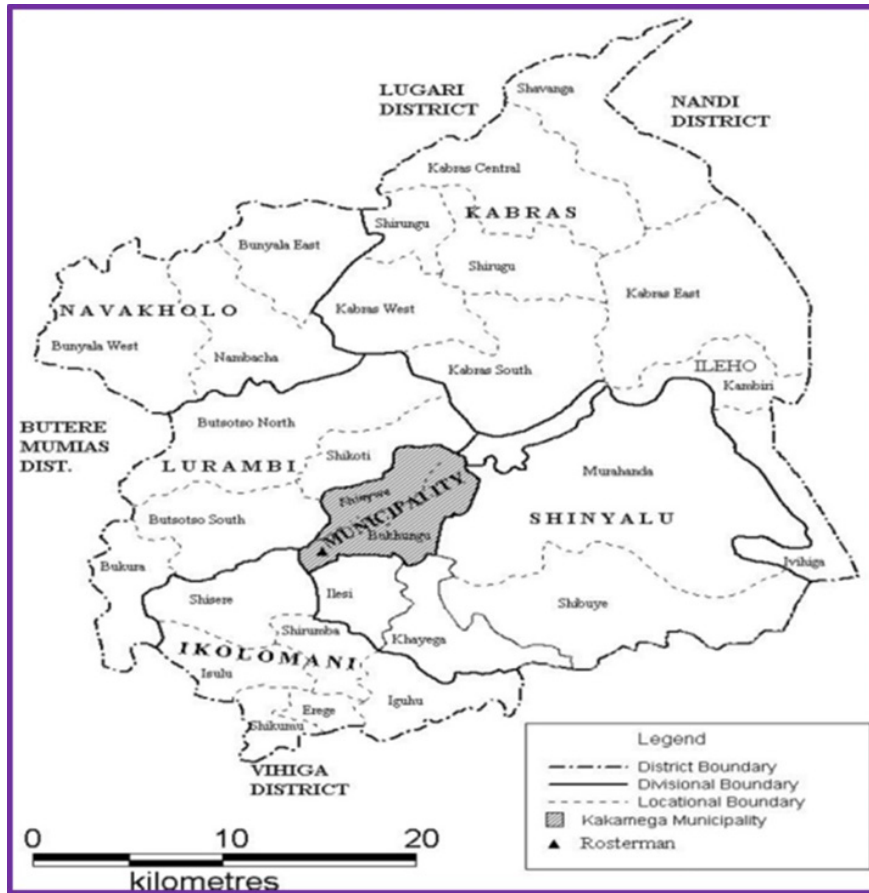 Shavanga
LUGARI
DISTRICT
NANDI
DISTRICT
Kabras Central
KABRAS
Shirungu
Bunyala East
Shirugu
Kabras East
NAVAKHOLO
Kabras West
Bunyala West
Nambacha
Kabras South
ILEHO
Kambiri
BUTERE
MUMIAS
DIST.
Butsotso North
Shikoti
LURAMBI
Murahanda
MUNICIPALITY
SHINYALU
Butsotso South
Bukhungu
Bukura
Ivihiga
Shisere
Ilesi
Shibuye
Shirumba
Khayega
IKOLOMANI
Isulu
Iguhu
Erege
Shikumu
VIHIGA
DISTRICT
Legend
District Boundary
Divisional Boundary
Locational Boundary
Kakamega Municipality
Rosterman
0 10 20
kilometres